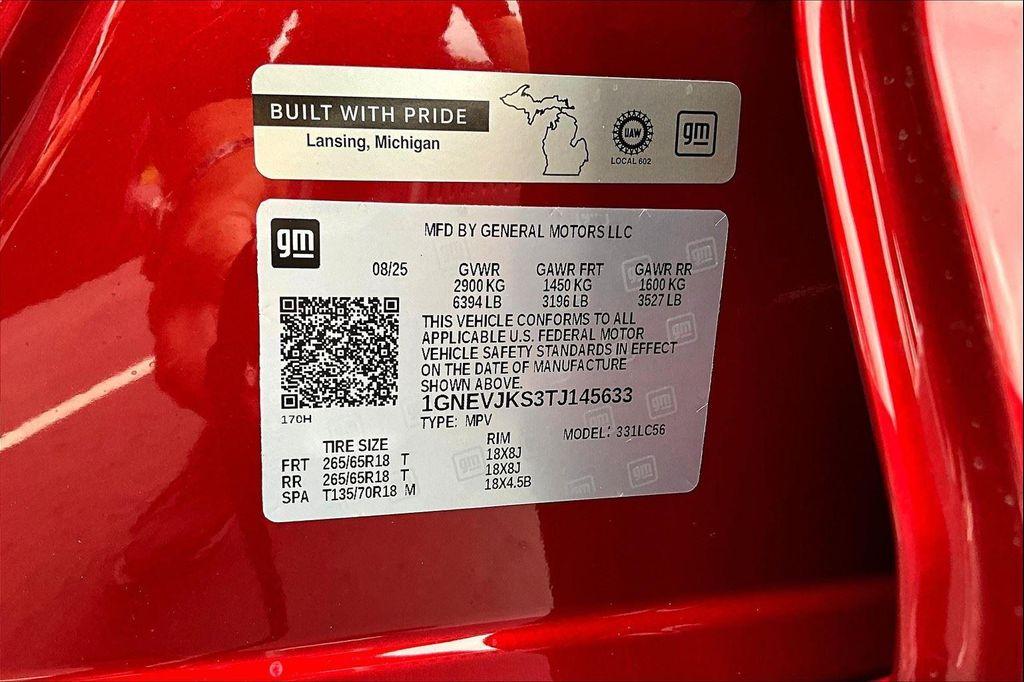 BUILT WITH PRIDE
Lansing, Michigan
UAW
LOCAL 602
gm
gm
MFD BY GENERAL MOTORS LLC
08/25 GVWR GAWR FRT GAWR RR
2900 KG 1450 KG 1600 KG
6394 LB 3196 LB 3527 LB
THIS VEHICLE CONFORMS TO ALL
APPLICABLE U.S. FEDERAL MOTOR
VEHICLE SAFETY STANDARDS IN EFFECT
ON THE DATE OF MANUFACTURE
SHOWN ABOVE.
1GNEVJKS3TJ145633
170H
TYPE: MPV MODEL: 331LC56
TIRE SIZE RIM
FRT 265/65R18 T 18X8J
RR 265/65R18 T 18X8J
SPA T135/70R18 M 18X4.5B